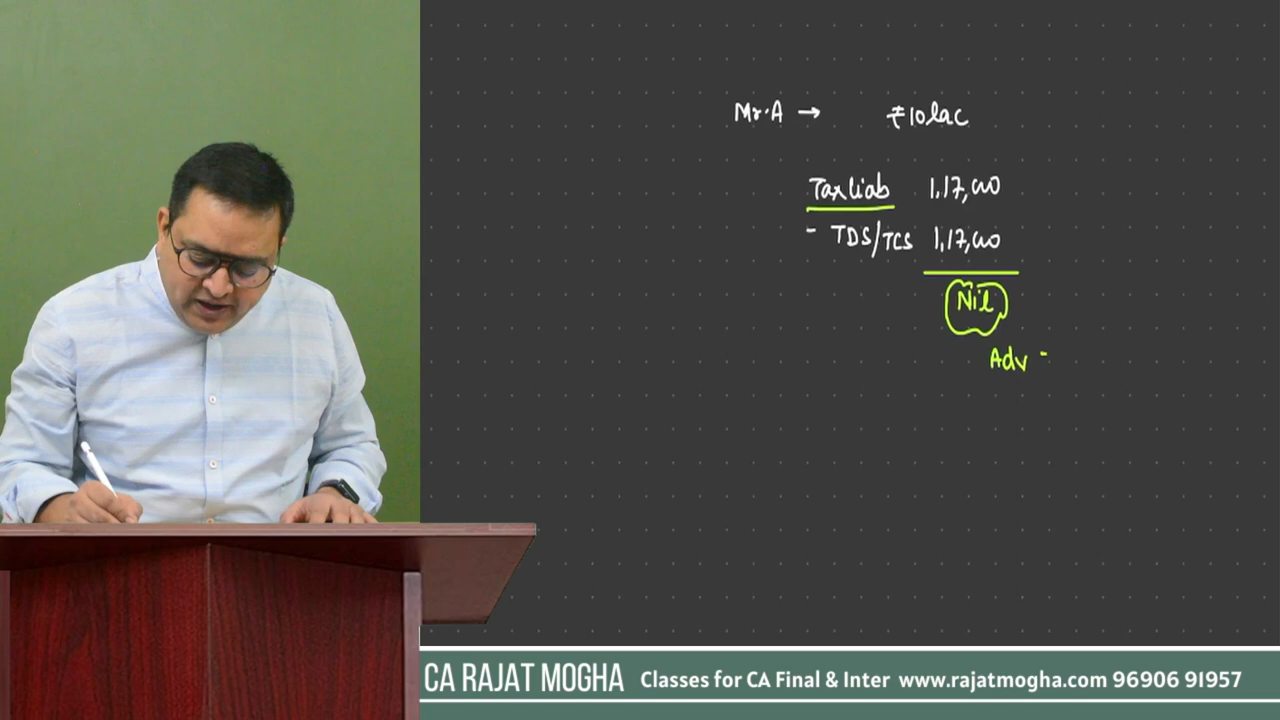 Mr.A → ₹10lac
Tax liab 1,17,000
- TDS/TCS 1,17,000
Nil
Adv -
CA RAJAT MOGHA Classes for CA Final & Inter www.rajatmogha.com 96906 91957